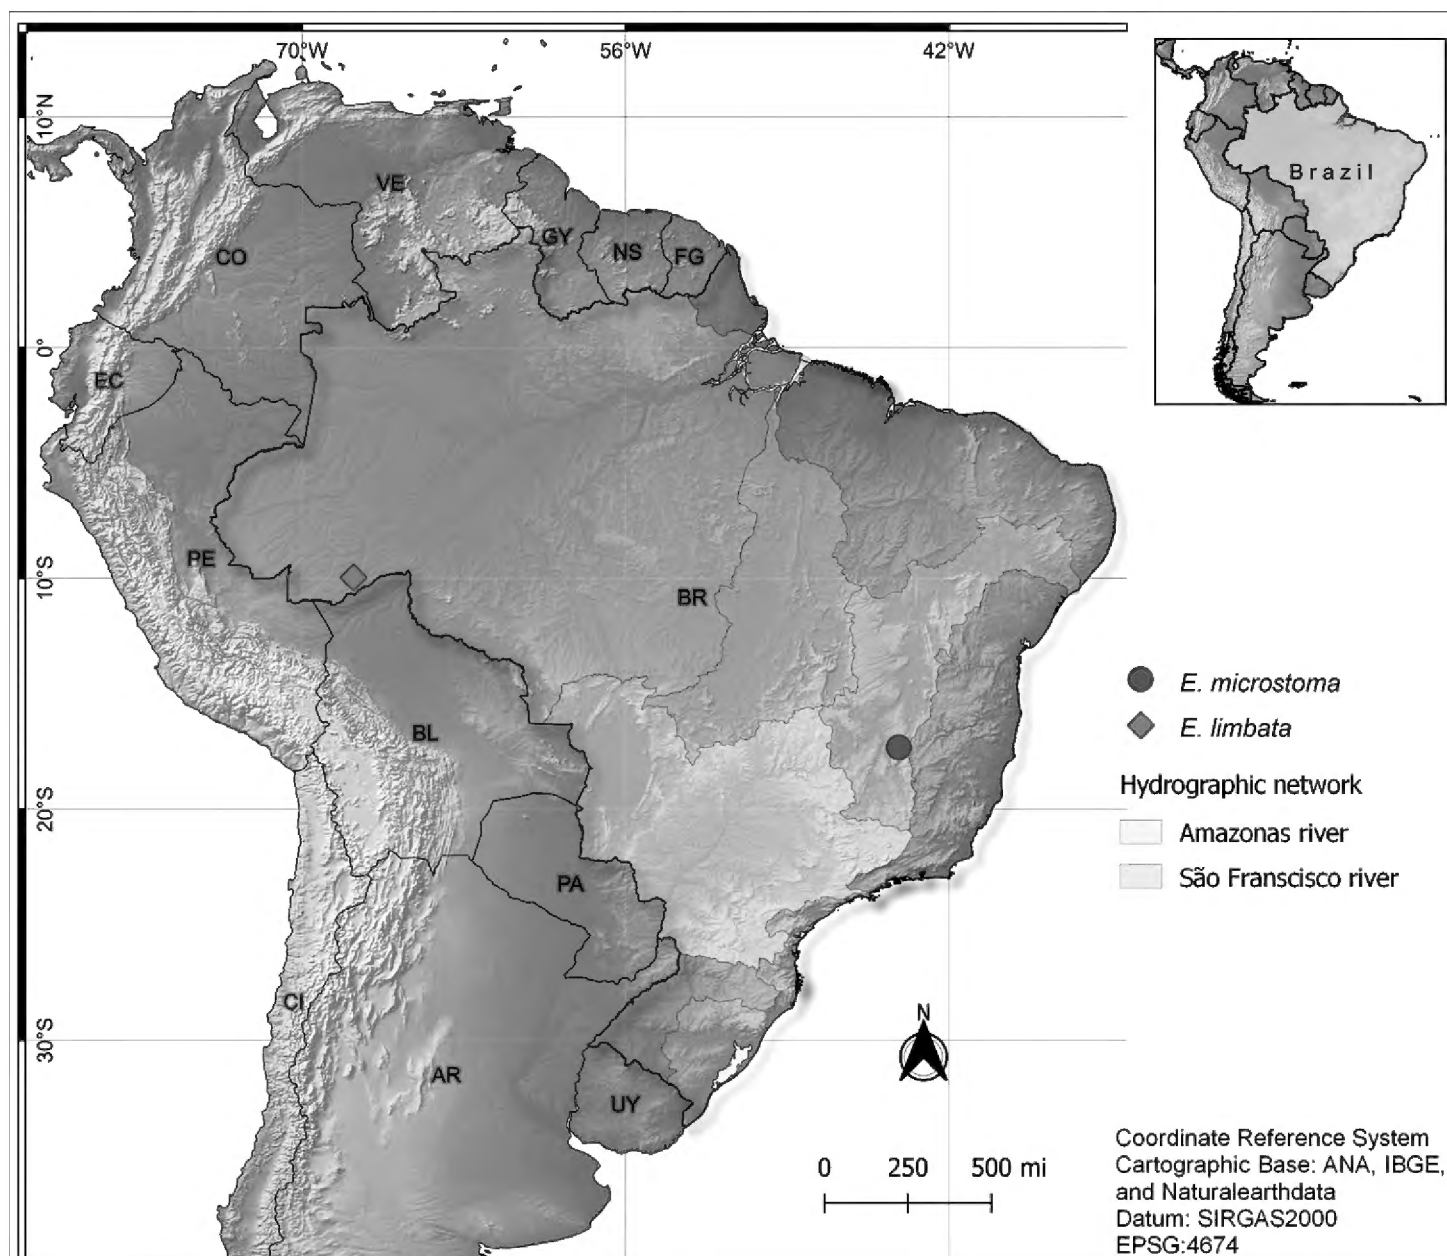 70°W
56°W
42°W
10°N
0°
10°S
20°S
30°S
VE
CO
GY
NS
FG
EC
PE
BR
BL
PA
CI
AR
UY
Brazil
E. microstoma
E. limbata
Hydrographic network
Amazonas river
São Franscisco river
N
0 250 500 mi
Coordinate Reference System
Cartographic Base: ANA, IBGE,
and Naturalearthdata
Datum: SIRGAS2000
EPSG:4674